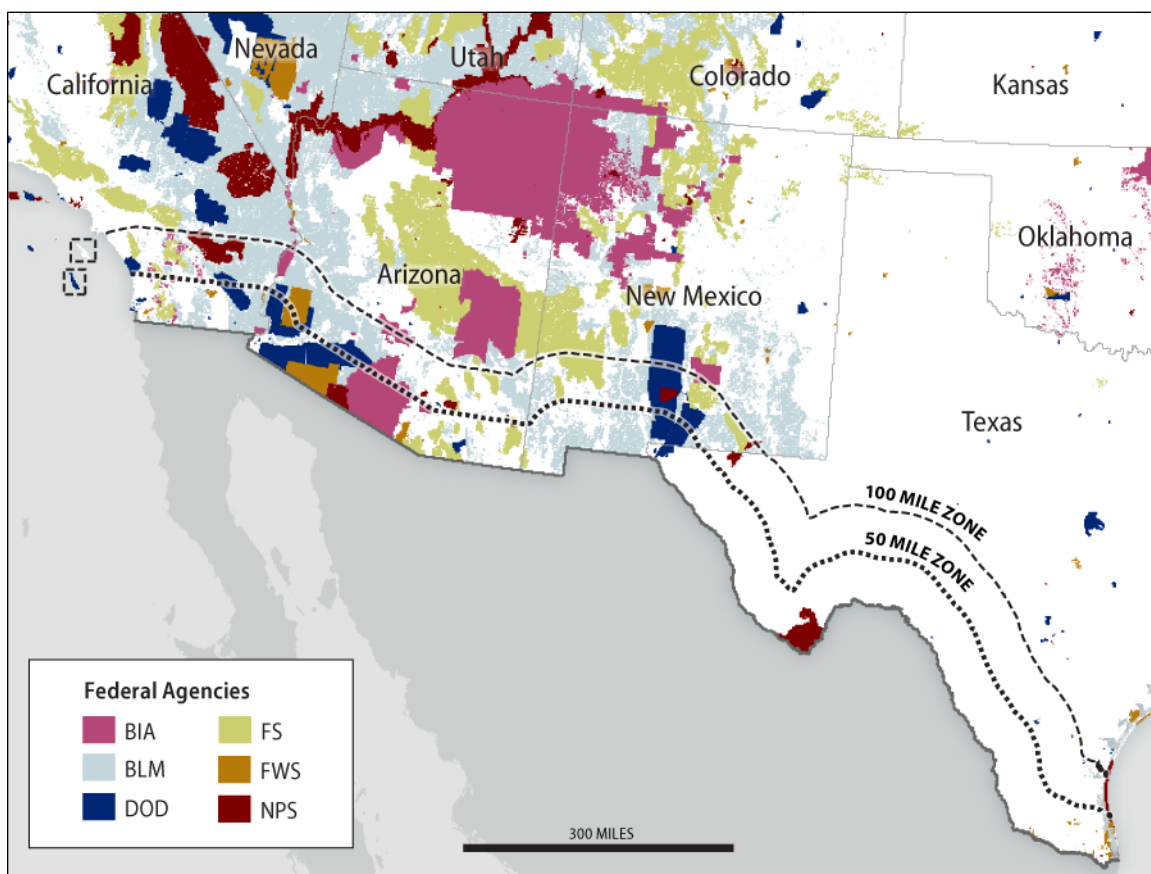 Nevada
Utah
Colorado
California
Kansas
Oklahoma
Arizona
New Mexico
Texas
100 MILE ZONE
50 MILE ZONE
Federal Agencies
BIA
FS
BLM
FWS
DOD
NPS
300 MILES